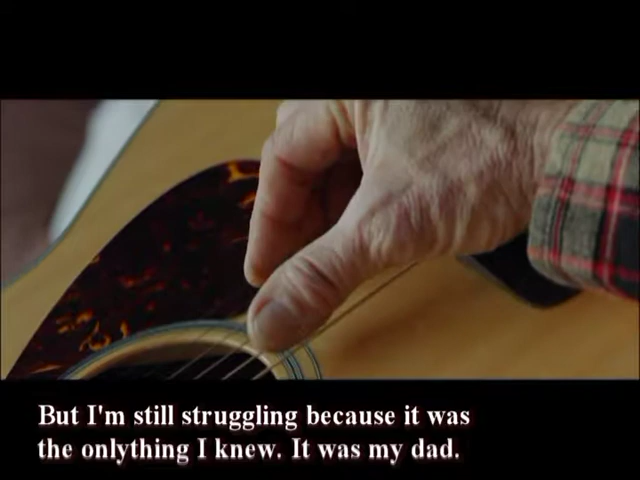 But I'm still struggling because it was
the onlything I knew. It was my dad.